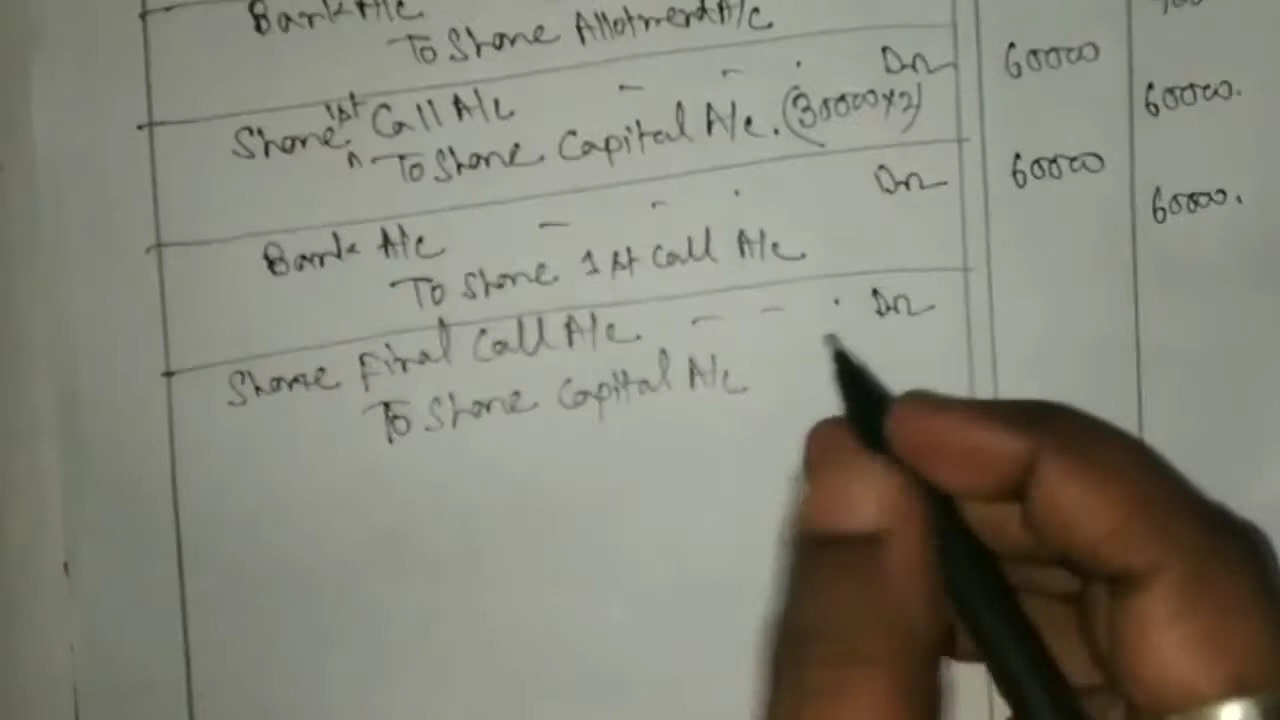 Bank A/c
To Share Allotment A/c
Share 1st Call A/c - - . Dr 60000
To Share Capital A/c. (30000x2) 60000.
Bank A/c - - . Dr 60000
To Share 1st Call A/c 60000.
Share Final Call A/c - - . Dr
To Share Capital A/c